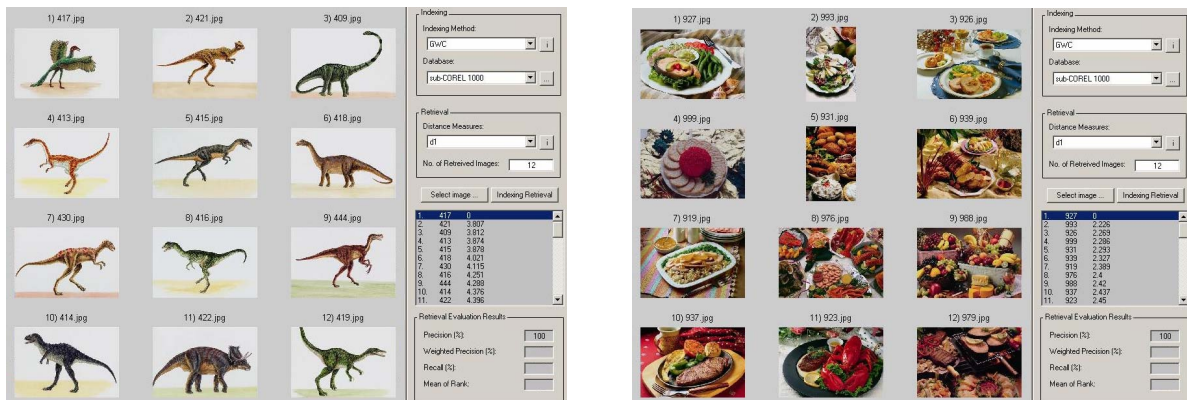 1) 417.jpg 2) 421.jpg 3) 409.jpg
4) 413.jpg 5) 415.jpg 6) 418.jpg
7) 430.jpg 8) 416.jpg 9) 444.jpg
10) 414.jpg 11) 422.jpg 12) 419.jpg
Indexing
Indexing Method:
GWC i
Database:
sub-COREL 1000 ...
Retrieval
Distance Measures:
d1 i
No. of Retreived Images: 12
Select image ... Indexing Retrieval
1. 417 0
2. 421 3.807
3. 409 3.812
4. 413 3.874
5. 415 3.878
6. 418 4.021
7. 430 4.115
8. 416 4.251
9. 444 4.288
10. 414 4.376
11. 422 4.396
Retrieval Evaluation Results
Precision (%): 100
Weighted Precision (%):
Recall (%):
Mean of Rank:
1) 927.jpg 2) 993.jpg 3) 926.jpg
4) 999.jpg 5) 931.jpg 6) 939.jpg
7) 919.jpg 8) 976.jpg 9) 988.jpg
10) 937.jpg 11) 923.jpg 12) 979.jpg
Indexing
Indexing Method:
GWC i
Database:
sub-COREL 1000 ...
Retrieval
Distance Measures:
d1 i
No. of Retreived Images: 12
Select image ... Indexing Retrieval
1. 927 0
2. 993 2.226
3. 926 2.269
4. 999 2.286
5. 931 2.293
6. 939 2.327
7. 919 2.389
8. 976 2.4
9. 988 2.42
10. 937 2.437
11. 923 2.45
Retrieval Evaluation Results
Precision (%): 100
Weighted Precision (%):
Recall (%):
Mean of Rank: